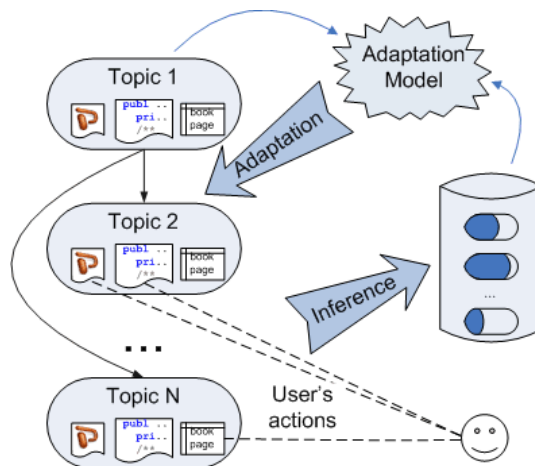 Topic 1
publ ..
pri..
/**
book
page
Adaptation
Model
Adaptation
Topic 2
publ ..
pri..
/**
book
page
Inference
...
...
Topic N
publ ..
pri..
/**
book
page
User's
actions